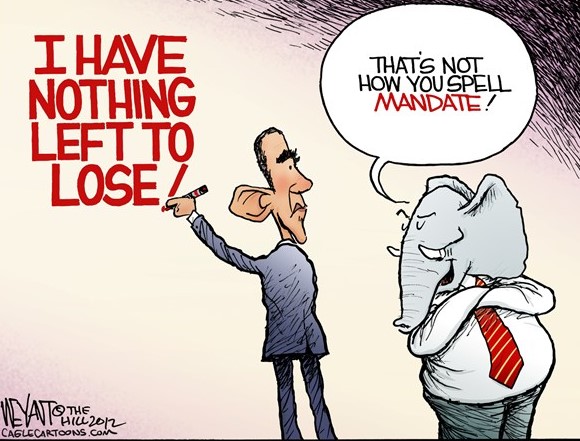 I HAVE
NOTHING
LEFT TO
LOSE!
THAT'S NOT
HOW YOU SPELL
MANDATE!
WEYANT © THE
HILL 2012
CAGLECARTOONS.COM